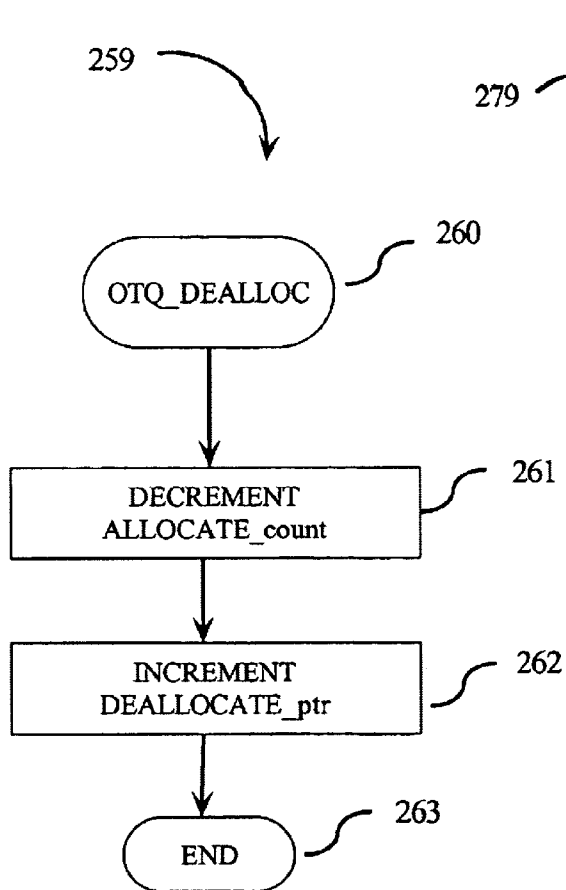 259
279
260
OTQ_DEALLOC
261
DECREMENT
ALLOCATE_count
262
INCREMENT
DEALLOCATE_ptr
263
END